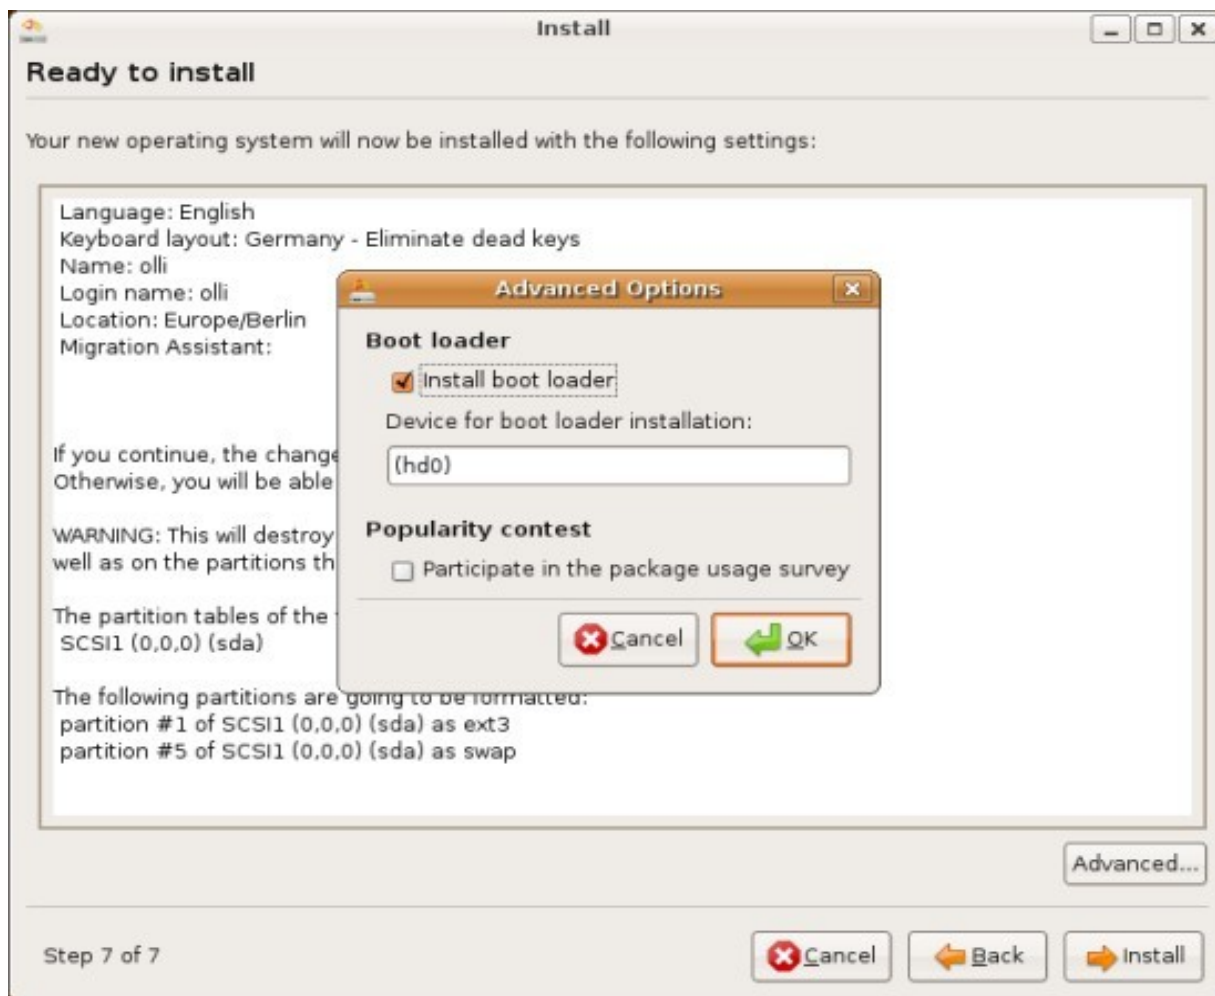 Install
Ready to install
Your new operating system will now be installed with the following settings:
Language: English
Keyboard layout: Germany - Eliminate dead keys
Name: olli
Login name: olli
Location: Europe/Berlin
Migration Assistant:
If you continue, the change
Otherwise, you will be able
WARNING: This will destroy
well as on the partitions th
The partition tables of the
SCSI1 (0,0,0) (sda)
The following partitions are going to be formatted:
partition #1 of SCSI1 (0,0,0) (sda) as ext3
partition #5 of SCSI1 (0,0,0) (sda) as swap
Advanced Options
Boot loader
Install boot loader
Device for boot loader installation:
(hd0)
Popularity contest
Participate in the package usage survey
Cancel
OK
Advanced...
Step 7 of 7
Cancel
Back
Install